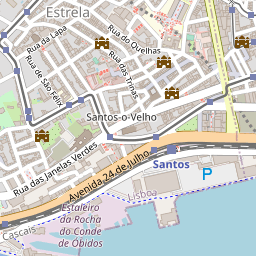 Estrela
Rua da Lapa
Rua do Ovelhas
Rua das Trinas
Rua de São Félix
Santos-o-Velho
Rua das Janelas Verdes
Santos
P
Avenida 24 de Julho
Lisboa
Estaleiro
da Rocha
do Conde
de Óbidos
Cascais